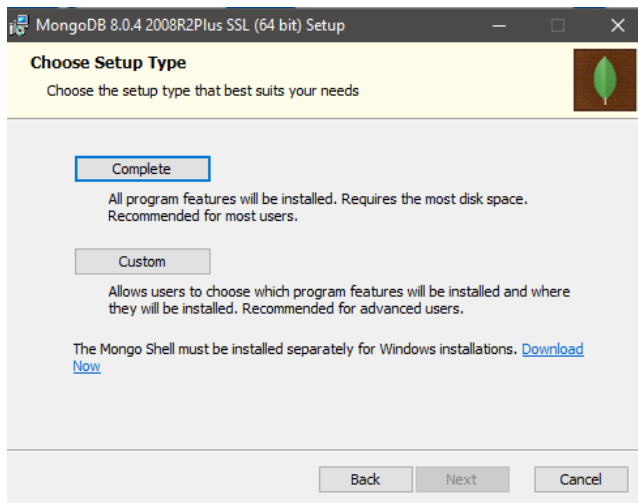 MongoDB 8.0.4 2008R2Plus SSL (64 bit) Setup
Choose Setup Type
Choose the setup type that best suits your needs
Complete
All program features will be installed. Requires the most disk space.
Recommended for most users.
Custom
Allows users to choose which program features will be installed and where
they will be installed. Recommended for advanced users.
The Mongo Shell must be installed separately for Windows installations. Download
Now
Back Next Cancel